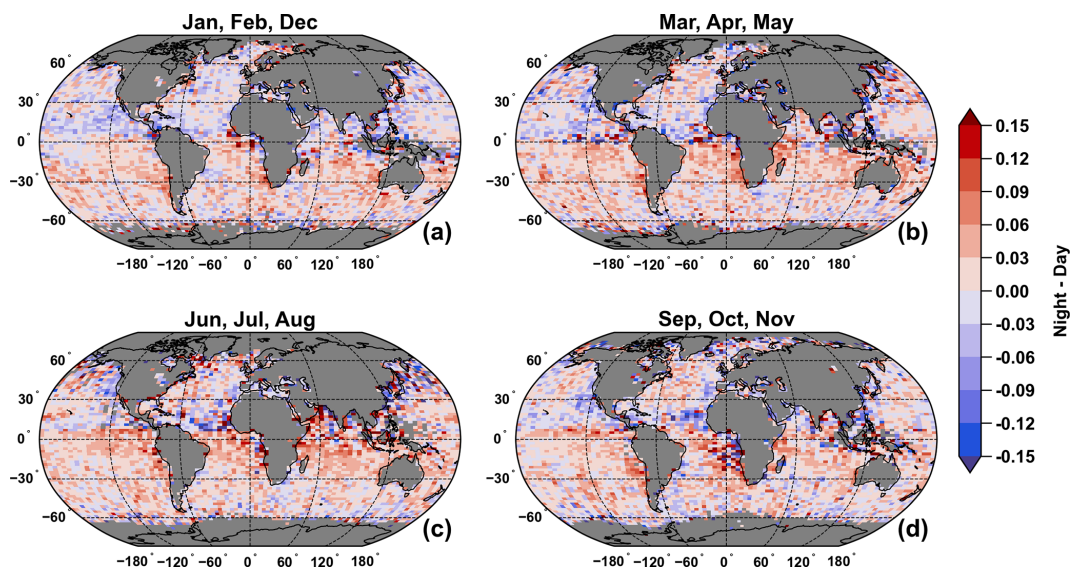 Jan, Feb, Dec
60°
30°
0°
−30°
−60°
(a)
−180° −120° −60° 0° 60° 120° 180°
Mar, Apr, May
60°
30°
0°
−30°
−60°
(b)
−180° −120° −60° 0° 60° 120° 180°
Jun, Jul, Aug
60°
30°
0°
−30°
−60°
(c)
−180° −120° −60° 0° 60° 120° 180°
Sep, Oct, Nov
60°
30°
0°
−30°
−60°
(d)
−180° −120° −60° 0° 60° 120° 180°
0.15
0.12
0.09
0.06
0.03
0.00
-0.03
-0.06
-0.09
-0.12
-0.15
Night - Day